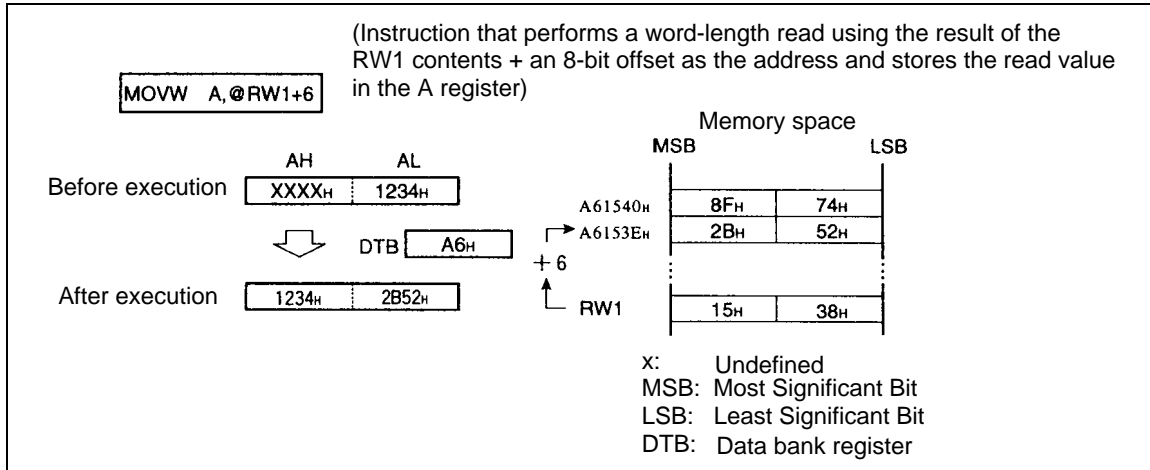 (Instruction that performs a word-length read using the result of the
RW1 contents + an 8-bit offset as the address and stores the read value
in the A register)
MOVW A,@RW1+6
Memory space
MSB LSB
AH AL
Before execution XXXXH 1234H
A61540H 8FH 74H
DTB A6H A6153EH 2BH 52H
+ 6
After execution 1234H 2B52H RW1 15H 38H
x: Undefined
MSB: Most Significant Bit
LSB: Least Significant Bit
DTB: Data bank register